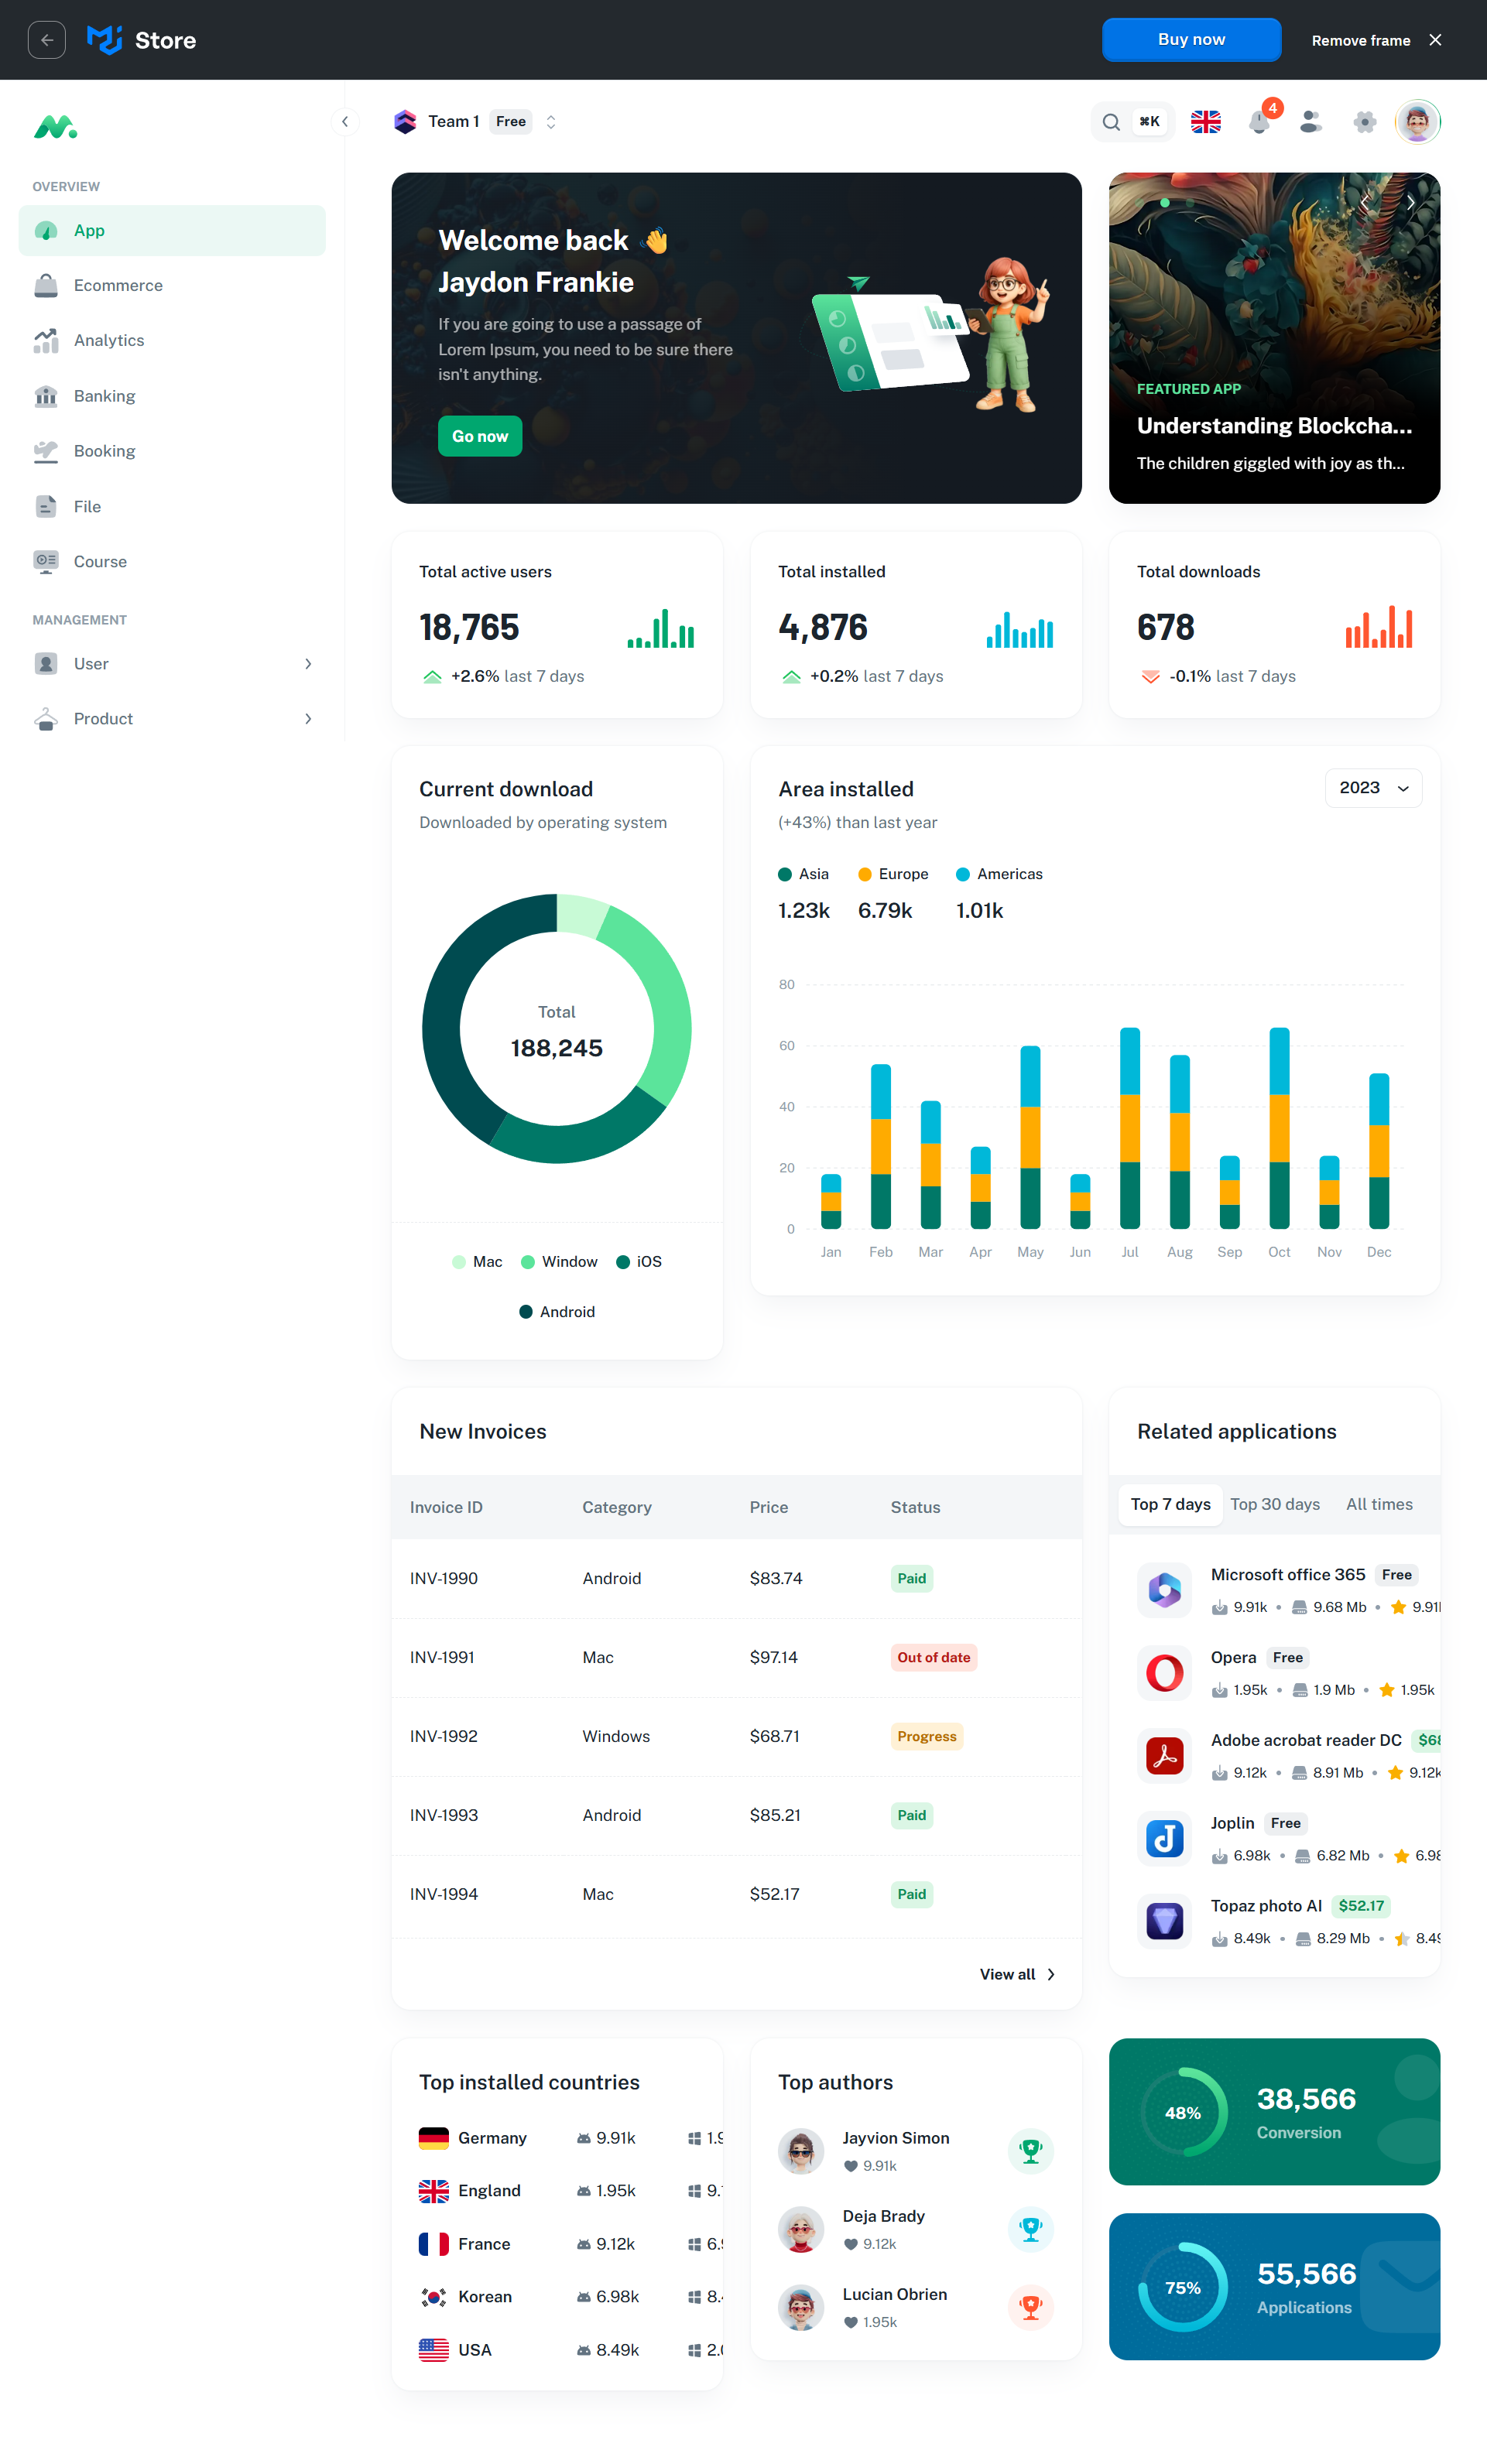 Store
Buy now
Remove frame
Team 1 Free
⌘K
4
OVERVIEW
App
Ecommerce
Analytics
Banking
Booking
File
Course
MANAGEMENT
User
Product
Welcome back 👋
Jaydon Frankie
If you are going to use a passage of
Lorem Ipsum, you need to be sure there
isn't anything.
Go now
FEATURED APP
Understanding Blockcha...
The children giggled with joy as th...
Total active users
18,765
+2.6% last 7 days
Total installed
4,876
+0.2% last 7 days
Total downloads
678
-0.1% last 7 days
Current download
Downloaded by operating system
Total
188,245
Mac Window iOS
Android
Area installed
(+43%) than last year
2023
Asia Europe Americas
1.23k 6.79k 1.01k
80
60
40
20
0
Jan Feb Mar Apr May Jun Jul Aug Sep Oct Nov Dec
New Invoices
Invoice ID Category Price Status
INV-1990 Android $83.74 Paid
INV-1991 Mac $97.14 Out of date
INV-1992 Windows $68.71 Progress
INV-1993 Android $85.21 Paid
INV-1994 Mac $52.17 Paid
View all
Related applications
Top 7 days Top 30 days All times
Microsoft office 365 Free
9.91k • 9.68 Mb • 9.91
Opera Free
1.95k • 1.9 Mb • 1.95k
Adobe acrobat reader DC $68
9.12k • 8.91 Mb • 9.12k
Joplin Free
6.98k • 6.82 Mb • 6.98
Topaz photo AI $52.17
8.49k • 8.29 Mb • 8.49
Top installed countries
Germany 9.91k 1.9
England 1.95k 9.
France 9.12k 6.9
Korean 6.98k 8.
USA 8.49k 2.0
Top authors
Jayvion Simon
9.91k
Deja Brady
9.12k
Lucian Obrien
1.95k
48%
38,566
Conversion
75%
55,566
Applications